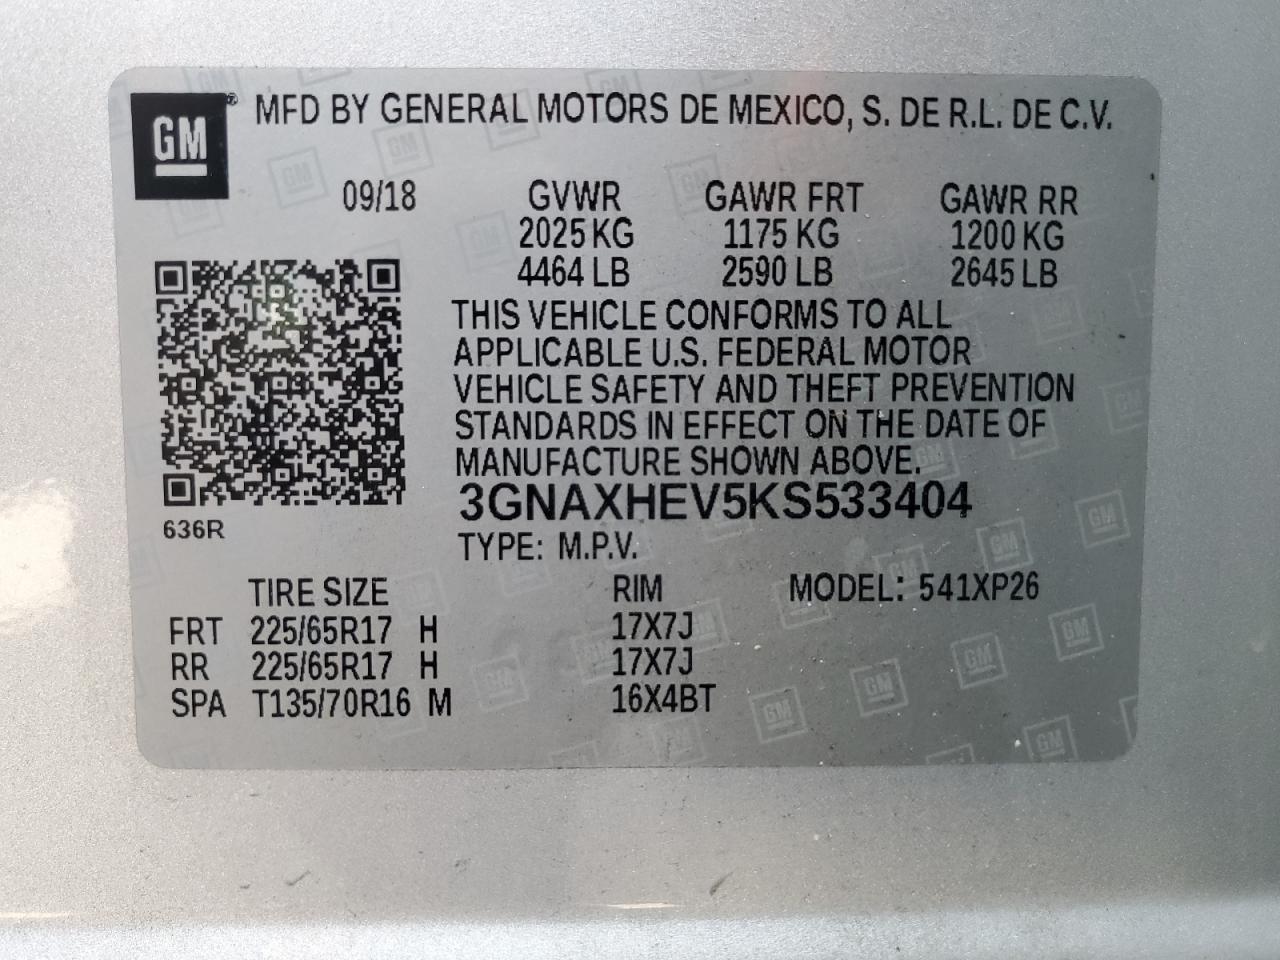 GM® MFD BY GENERAL MOTORS DE MEXICO, S. DE R.L. DE C.V.
09/18 GVWR GAWR FRT GAWR RR
2025 KG 1175 KG 1200 KG
4464 LB 2590 LB 2645 LB
THIS VEHICLE CONFORMS TO ALL
APPLICABLE U.S. FEDERAL MOTOR
VEHICLE SAFETY AND THEFT PREVENTION
STANDARDS IN EFFECT ON THE DATE OF
MANUFACTURE SHOWN ABOVE.
3GNAXHEV5KS533404
636R
TYPE: M.P.V.
TIRE SIZE RIM MODEL: 541XP26
FRT 225/65R17 H 17X7J
RR 225/65R17 H 17X7J
SPA T135/70R16 M 16X4BT